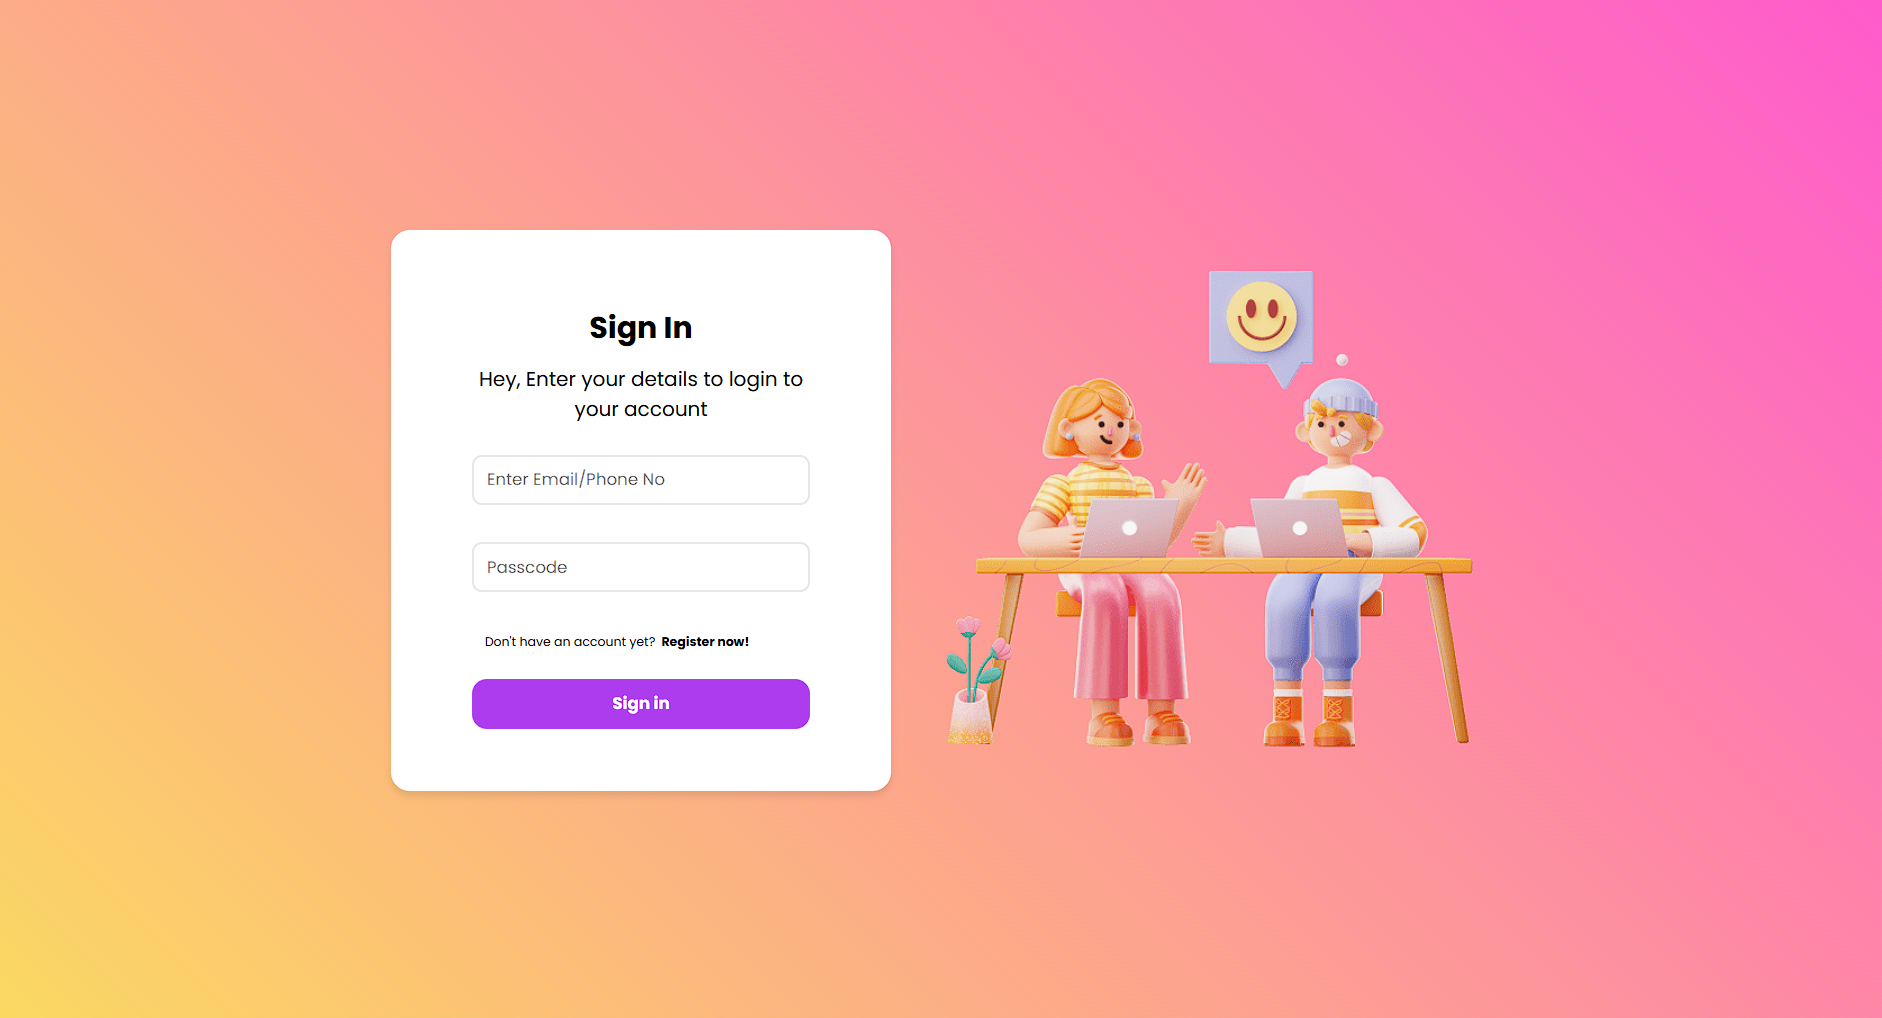 Sign In
Hey, Enter your details to login to
your account
Enter Email/Phone No
Passcode
Don't have an account yet? Register now!
Sign in